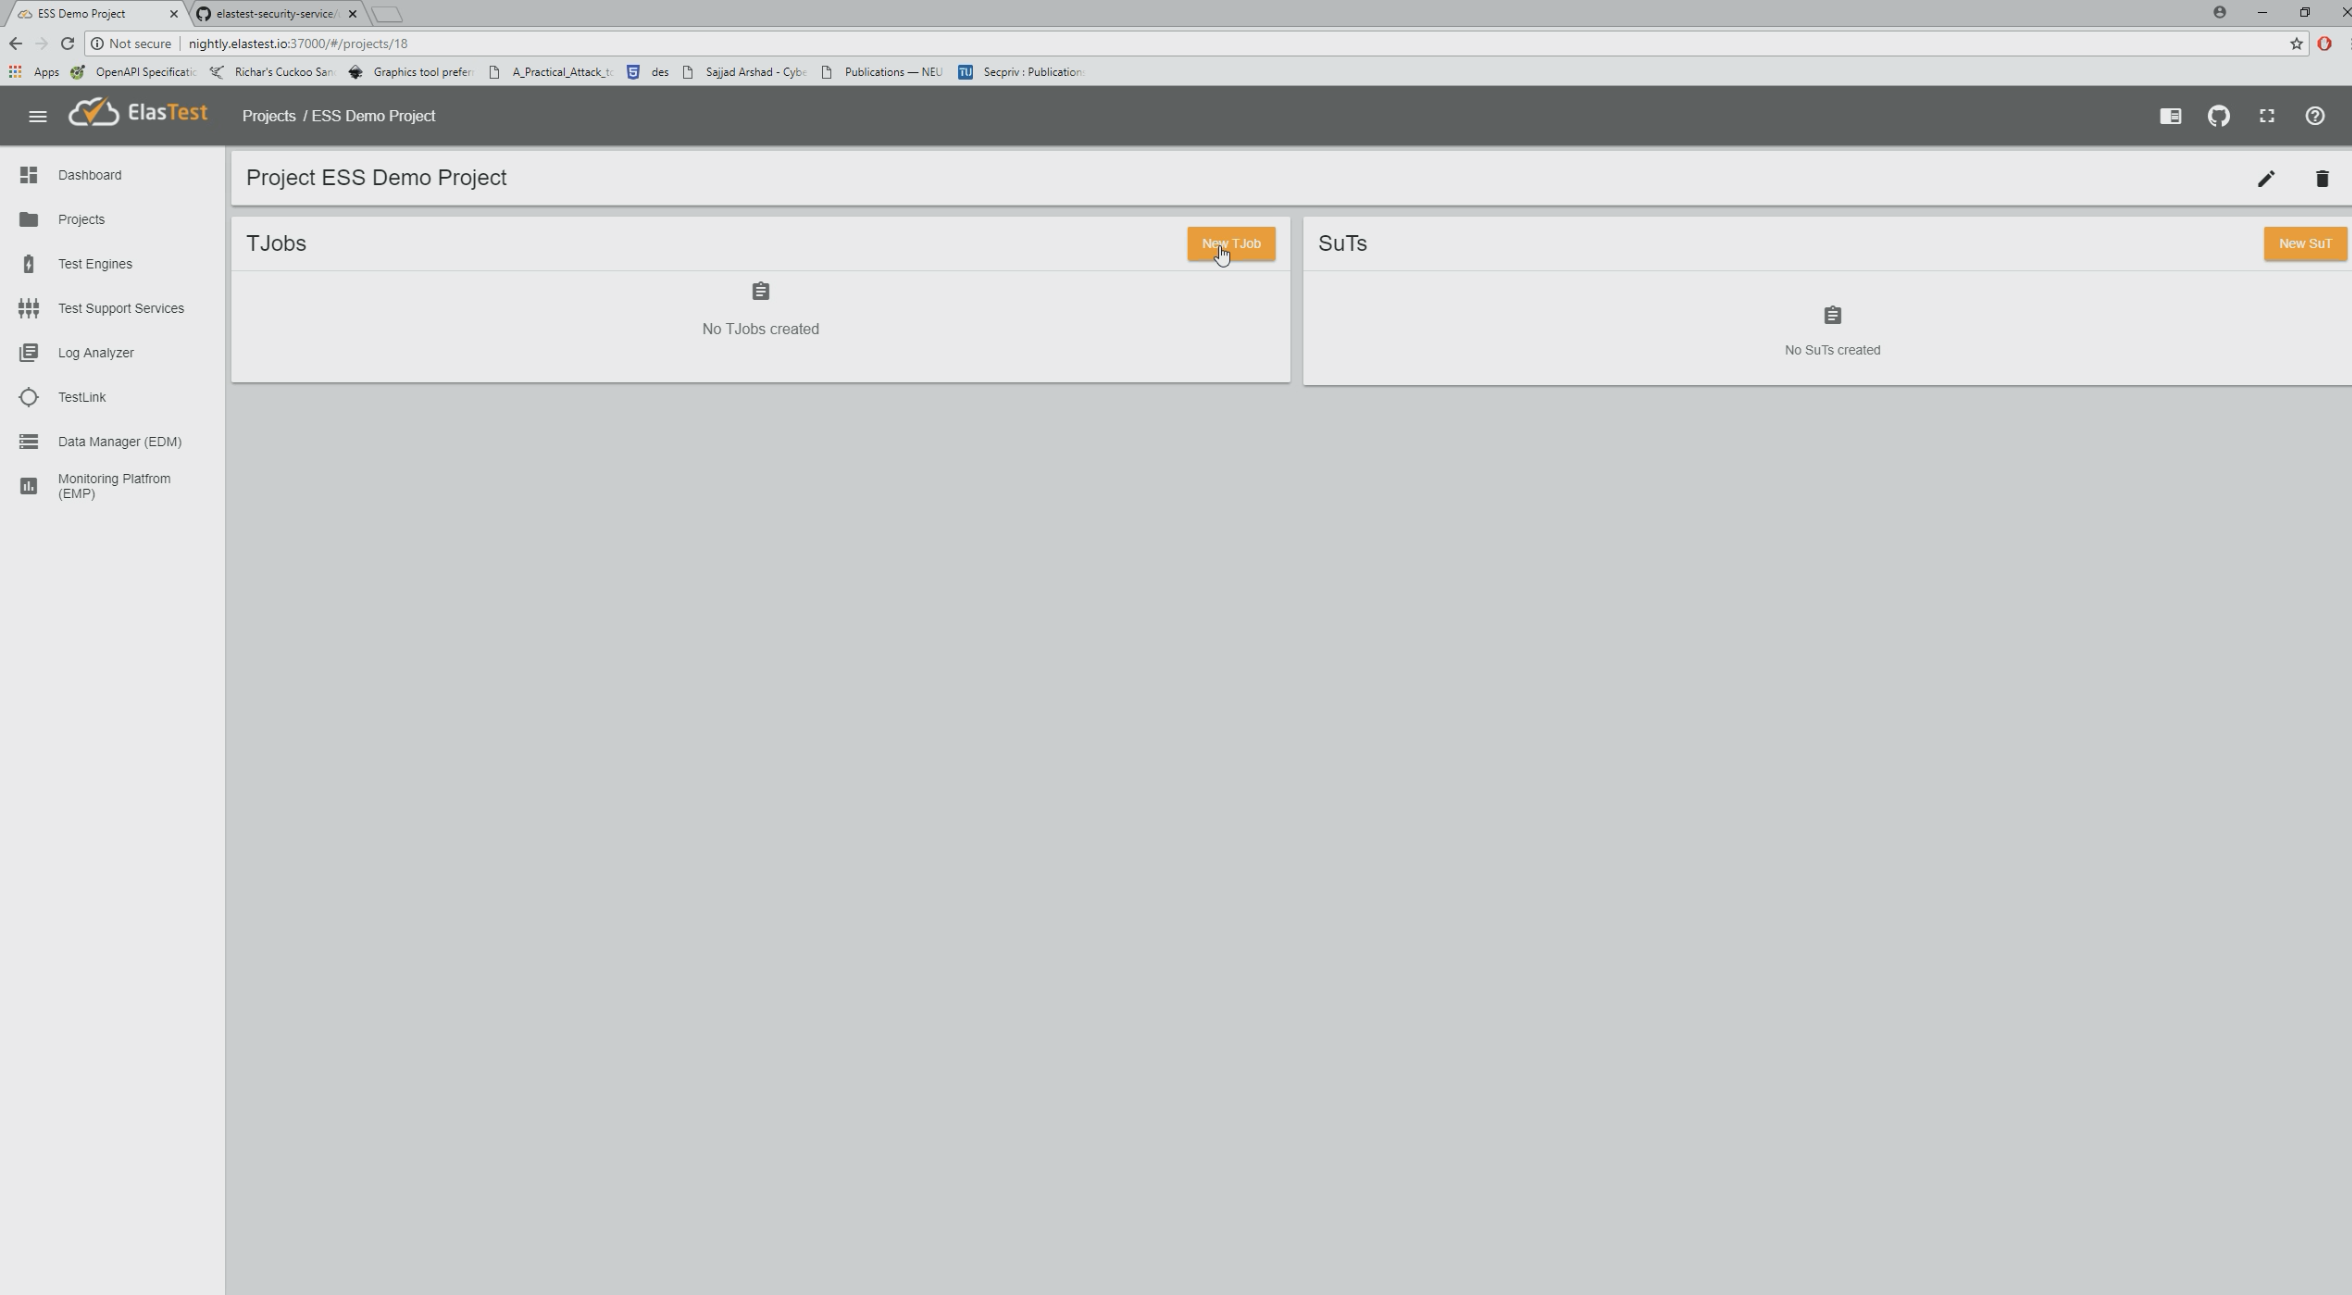 ESS Demo Project
elastest-security-service/
Not secure
nightly.elastest.io:37000/#/projects/18
Apps
OpenAPI Specificatio
Richar's Cuckoo San
Graphics tool prefer
A_Practical_Attack_to
des
Sajjad Arshad - Cybe
Publications — NEU
TU
Secpriv : Publication
ElasTest
Projects / ESS Demo Project
Dashboard
Projects
Test Engines
Test Support Services
Log Analyzer
TestLink
Data Manager (EDM)
Monitoring Platfrom
(EMP)
Project ESS Demo Project
TJobs
New TJob
No TJobs created
SuTs
New SuT
No SuTs created